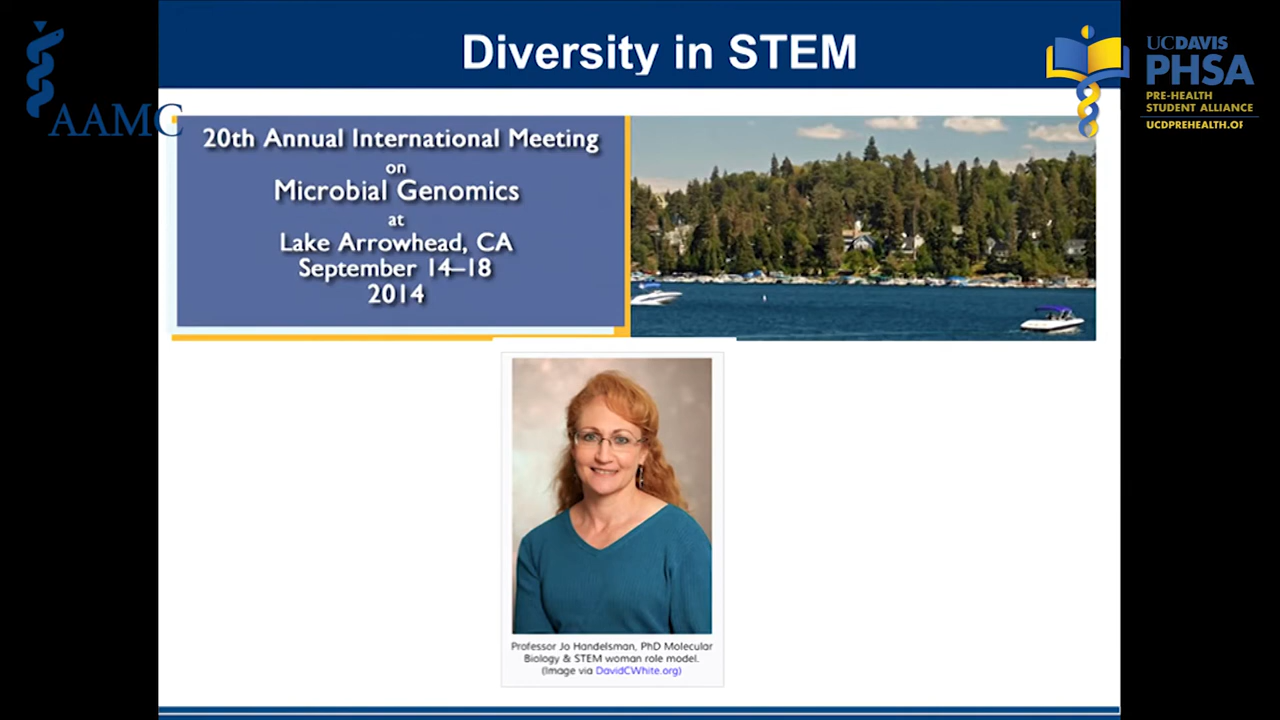 Diversity in STEM
AAMC
UCDAVIS
PHSA
PRE-HEALTH
STUDENT ALLIANCE
UCDPREHEALTH.OF
20th Annual International Meeting
on
Microbial Genomics
at
Lake Arrowhead, CA
September 14–18
2014
Professor Jo Handelsman, PhD Molecular
Biology & STEM woman role model.
(Image via DavidCWhite.org)